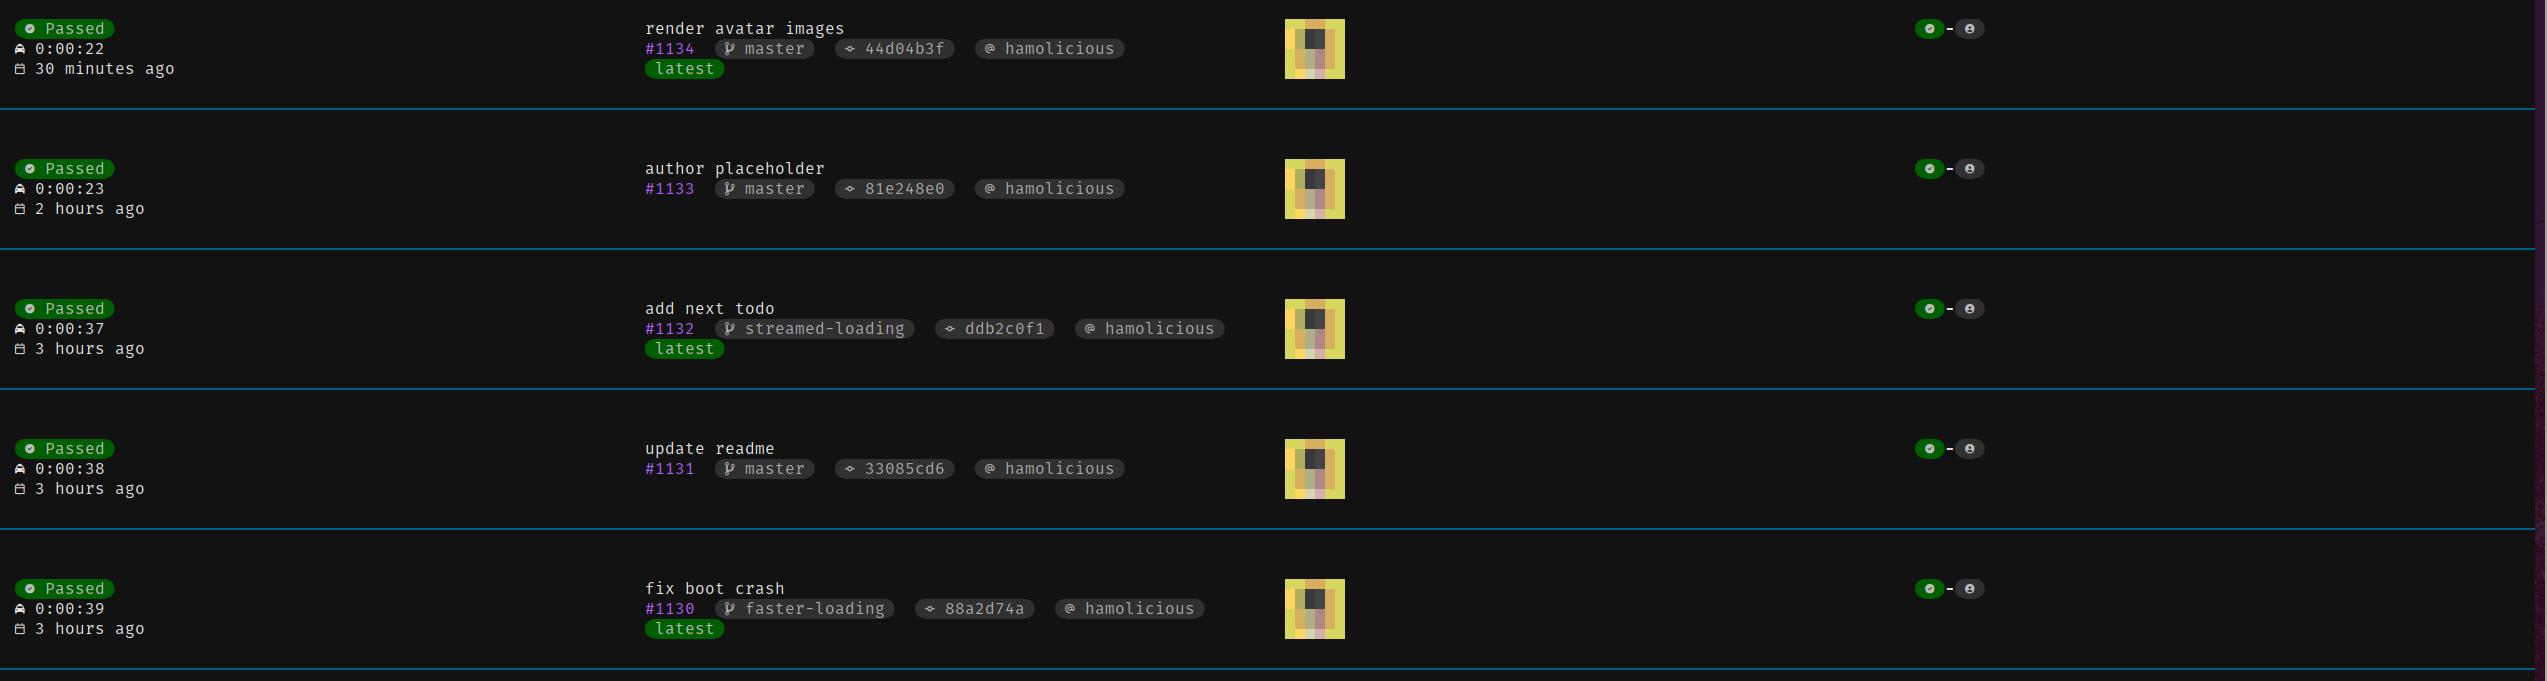 Passed
0:00:22
30 minutes ago
render avatar images
#1134 master 44d04b3f @ hamolicious
latest
-
Passed
0:00:23
2 hours ago
author placeholder
#1133 master 81e248e0 @ hamolicious
-
Passed
0:00:37
3 hours ago
add next todo
#1132 streamed-loading ddb2c0f1 @ hamolicious
latest
-
Passed
0:00:38
3 hours ago
update readme
#1131 master 33085cd6 @ hamolicious
-
Passed
0:00:39
3 hours ago
fix boot crash
#1130 faster-loading 88a2d74a @ hamolicious
latest
-